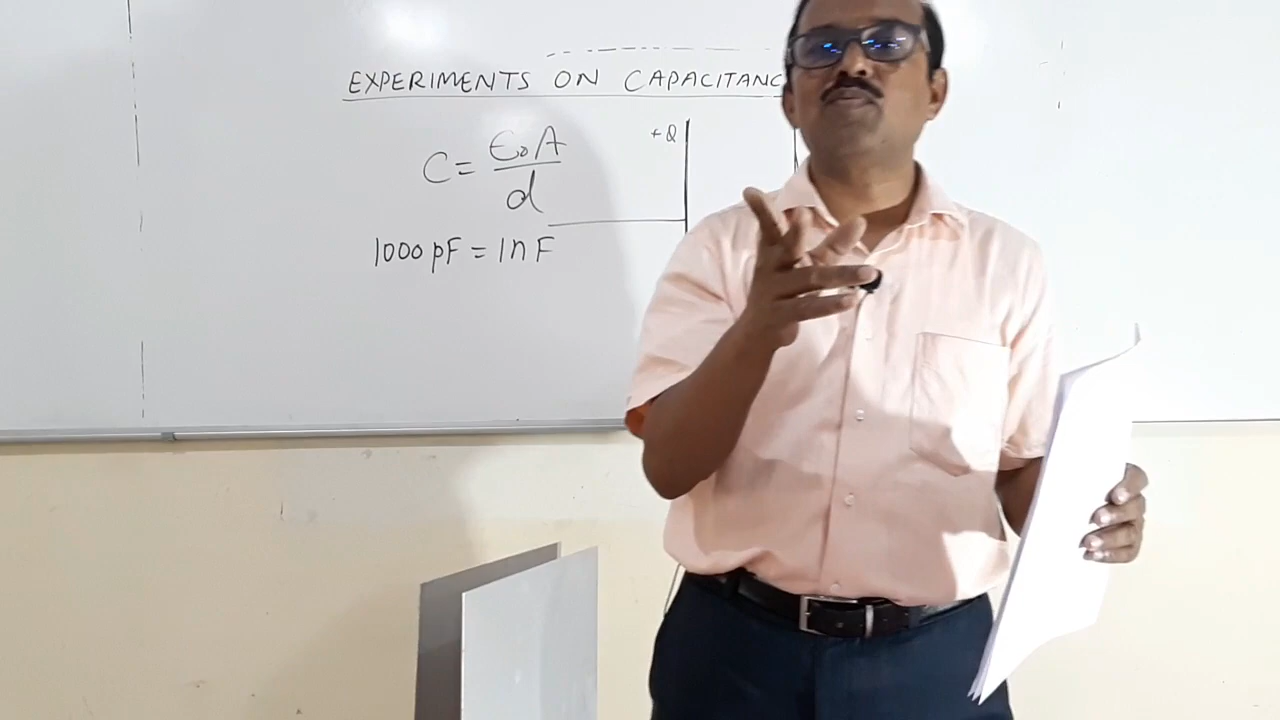 EXPERIMENTS ON CAPACITANC
C = ε₀A / d
+Q
1000 pF = 1nF